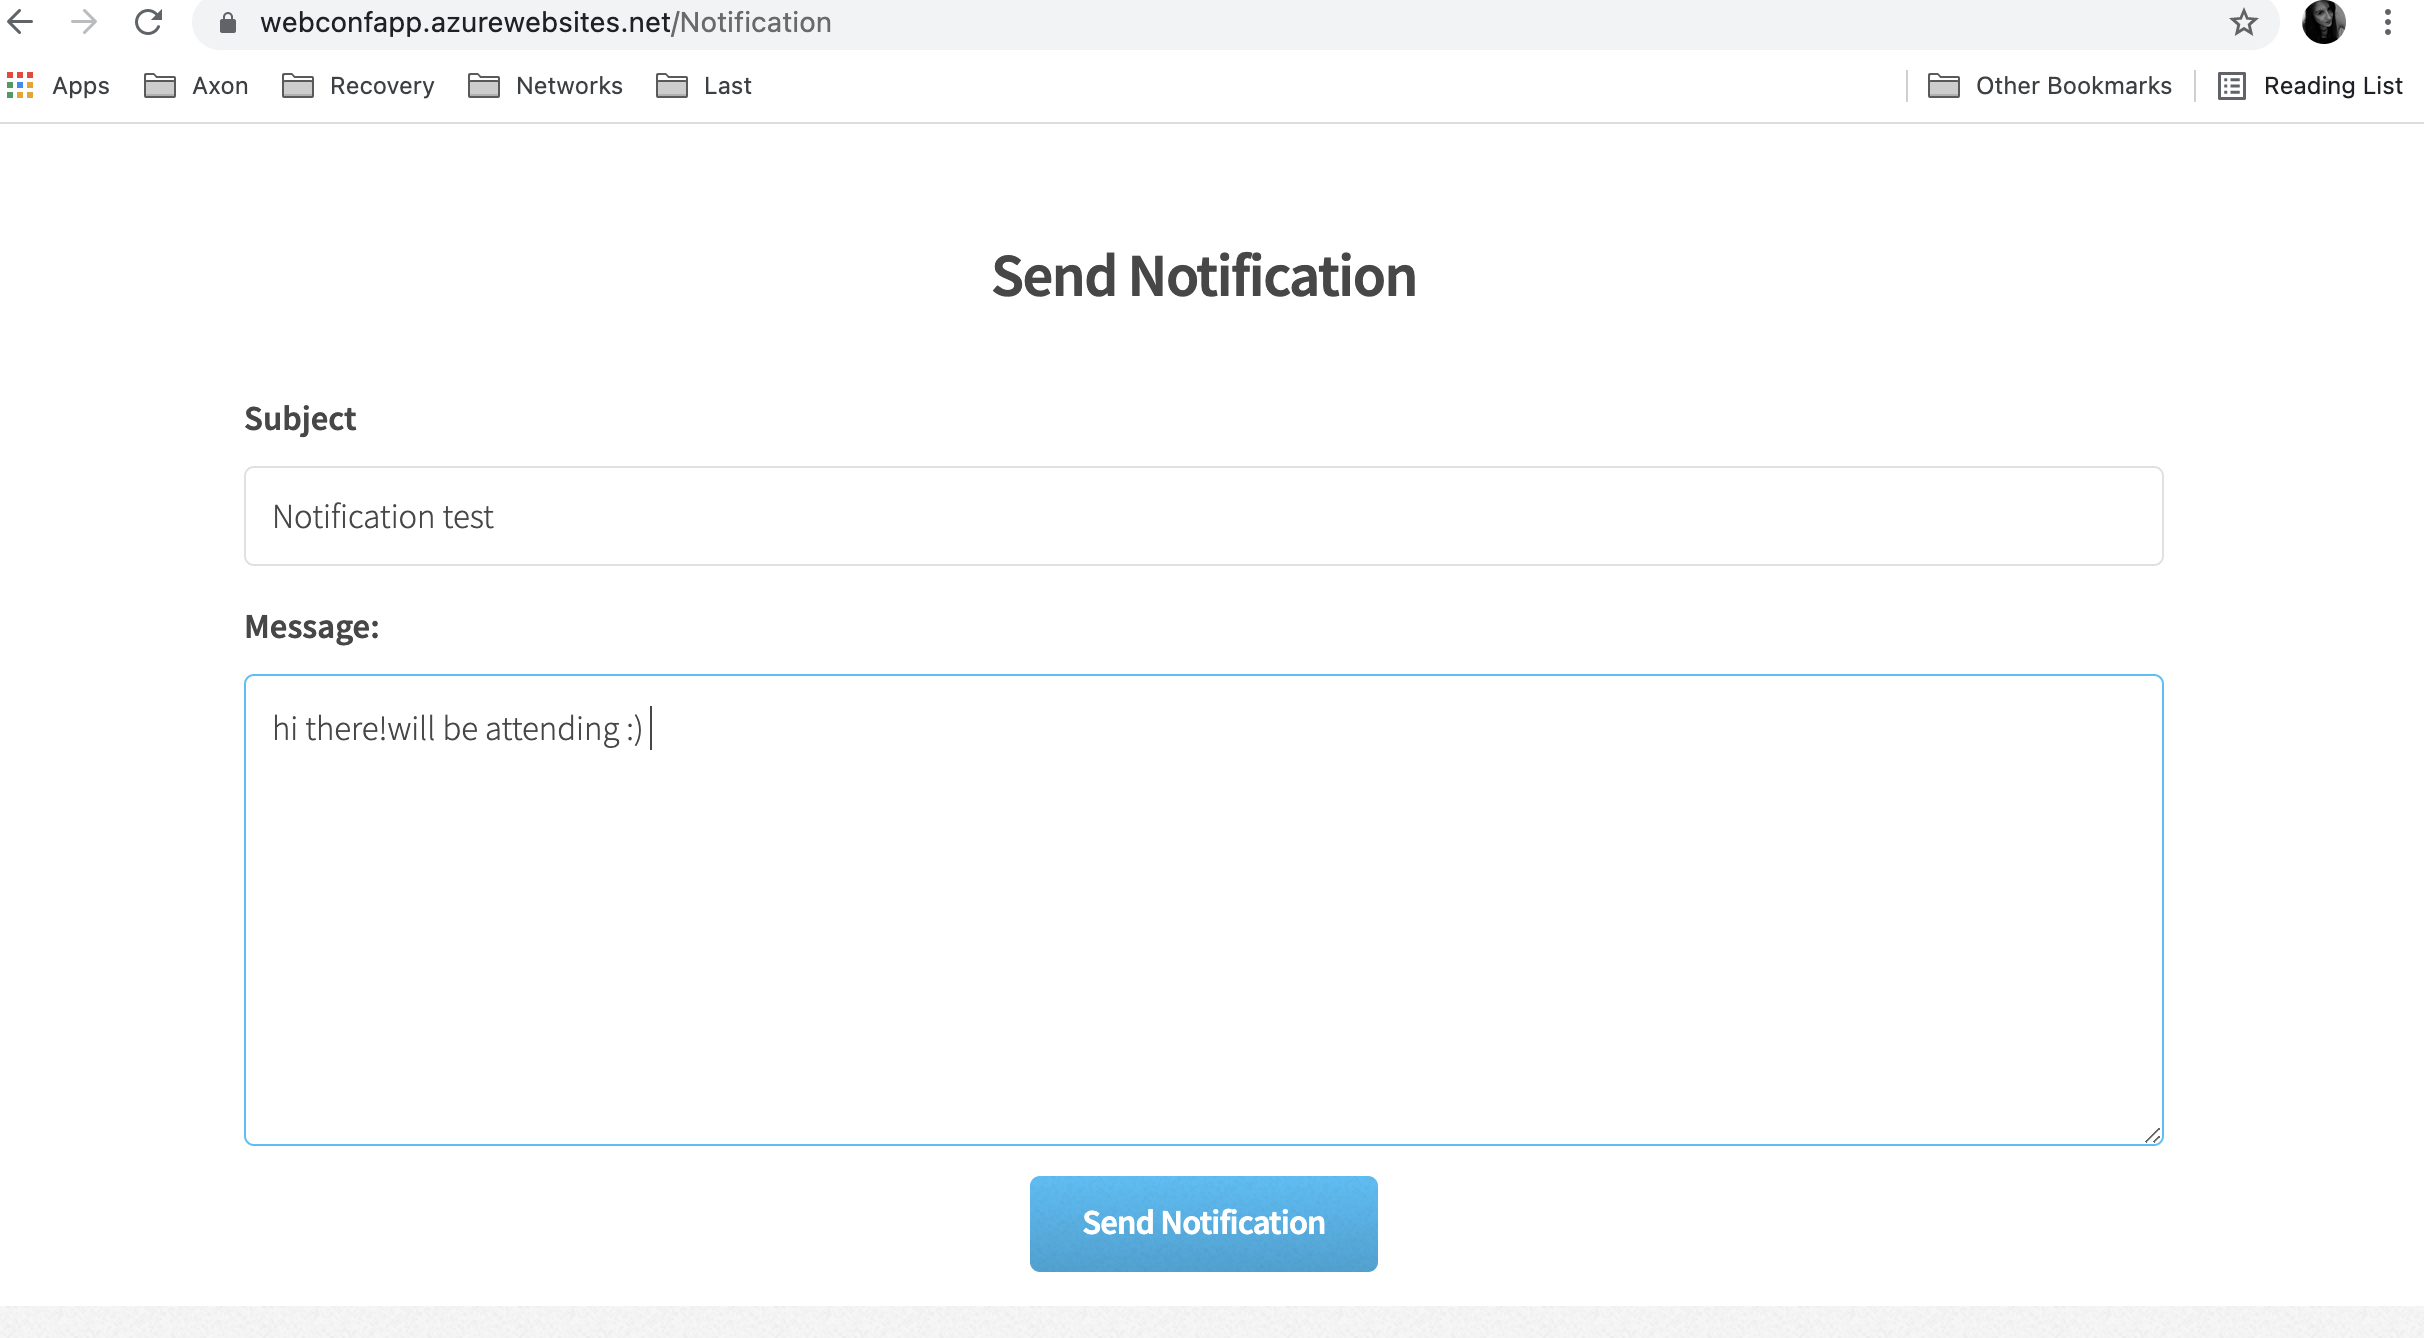 webconfapp.azurewebsites.net/Notification
Apps Axon Recovery Networks Last Other Bookmarks Reading List
Send Notification
Subject
Notification test
Message:
hi there!will be attending :)
Send Notification